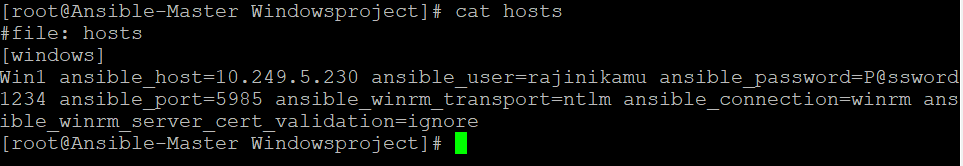 [root@Ansible-Master Windowsproject]# cat hosts
#file: hosts
[windows]
Win1 ansible_host=10.249.5.230 ansible_user=rajinikamu ansible_password=P@ssword
1234 ansible_port=5985 ansible_winrm_transport=ntlm ansible_connection=winrm ans
ible_winrm_server_cert_validation=ignore
[root@Ansible-Master Windowsproject]#